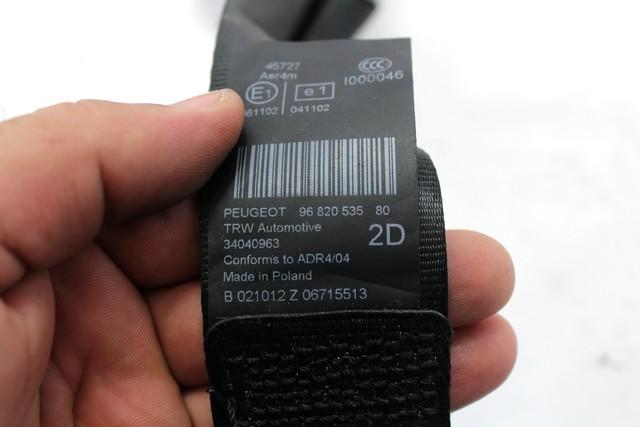 45727
Aer4m
CCC
I000046
E1 e1
061102 041102
PEUGEOT 96 820 535 80
TRW Automotive
34040963
2D
Conforms to ADR4/04
Made in Poland
B 021012 Z 06715513